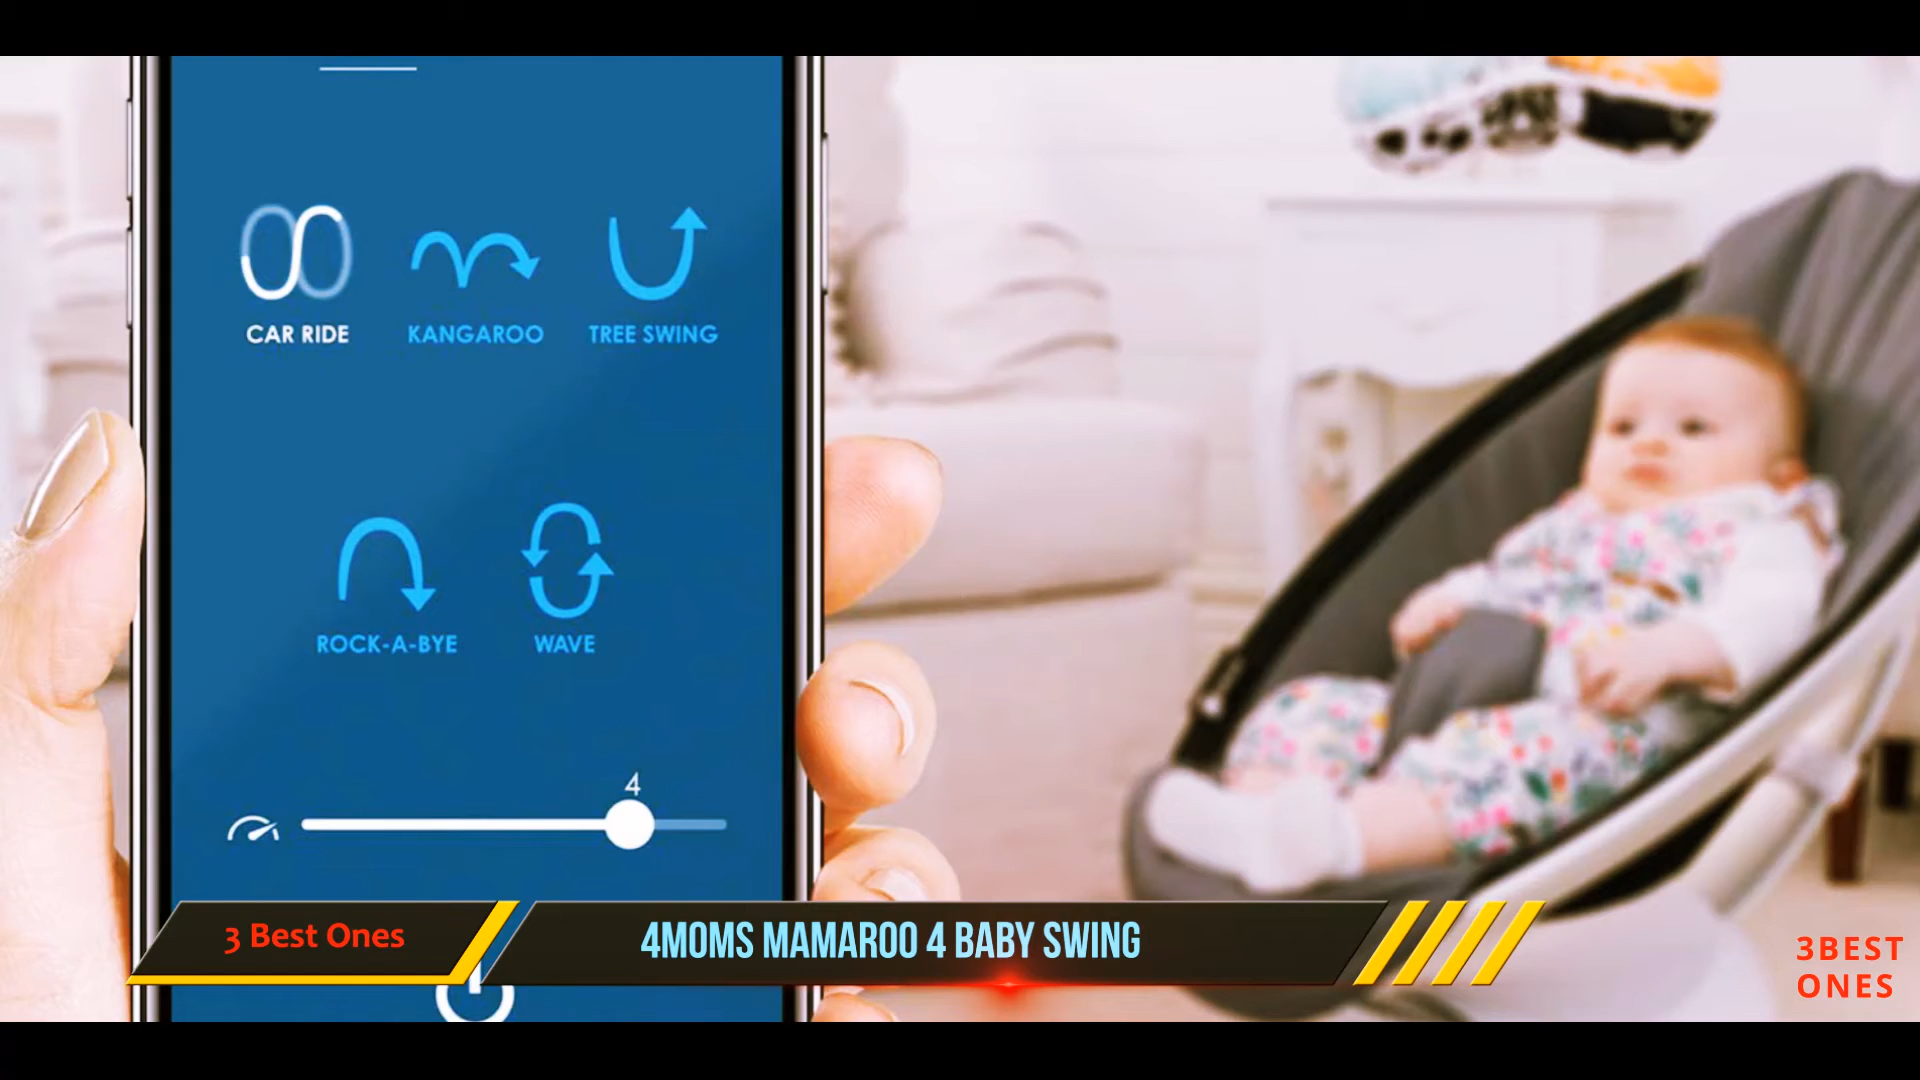 CAR RIDE KANGAROO TREE SWING
ROCK-A-BYE WAVE
4
3 Best Ones
4MOMS MAMAROO 4 BABY SWING
3BEST
ONES